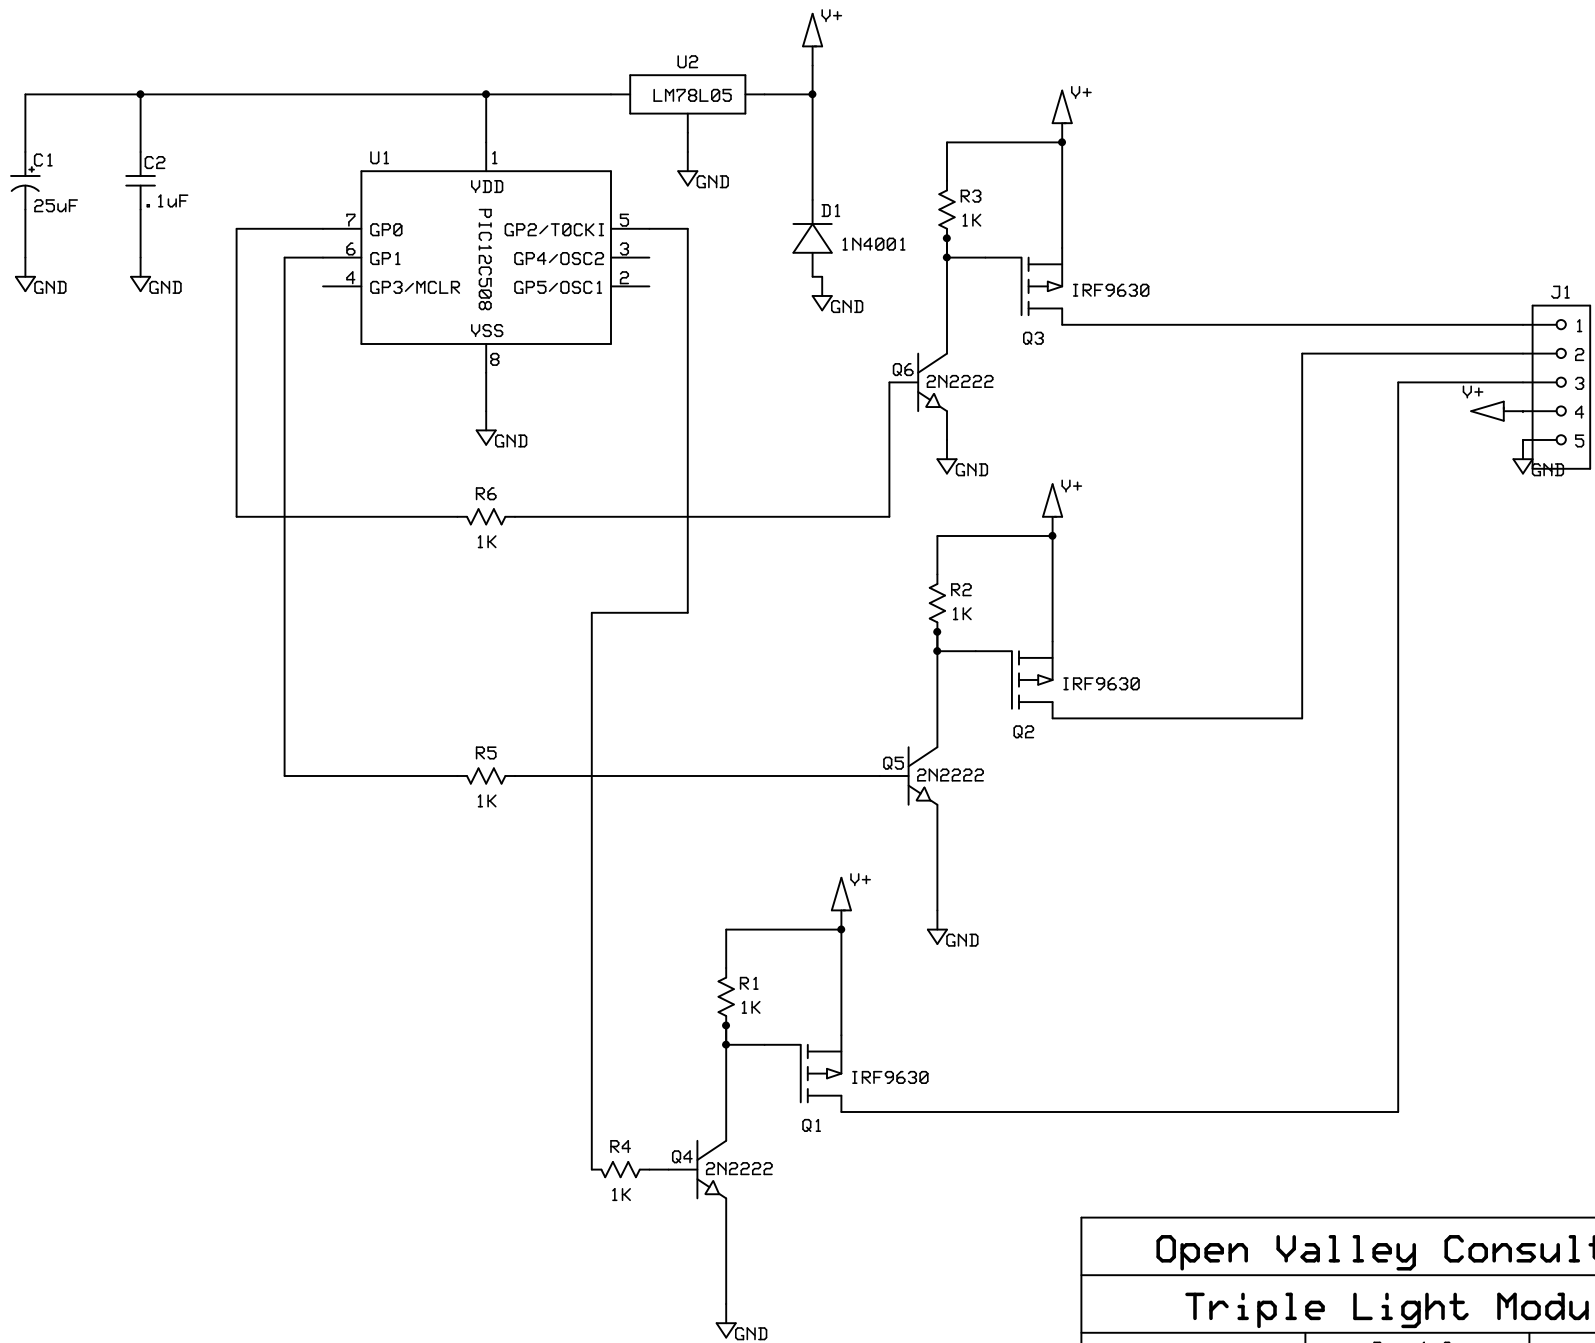 V+
U2
LM78L05
V+
C1
+
25uF
C2
.1uF
U1
1
VDD
PIC12C508
7
GP0
6
GP1
4
GP3/MCLR
GP2/T0CKI
5
GP4/OSC2
3
GP5/OSC1
2
VSS
8
GND
GND
GND
GND
D1
1N4001
GND
R3
1K
IRF9630
Q3
Q6
2N2222
GND
J1
1
2
3
V+
4
5
GND
R6
1K
V+
R2
1K
IRF9630
Q2
R5
1K
Q5
2N2222
GND
V+
R1
1K
IRF9630
Q1
R4
1K
Q4
2N2222
GND
Open Valley Consult
Triple Light Modu